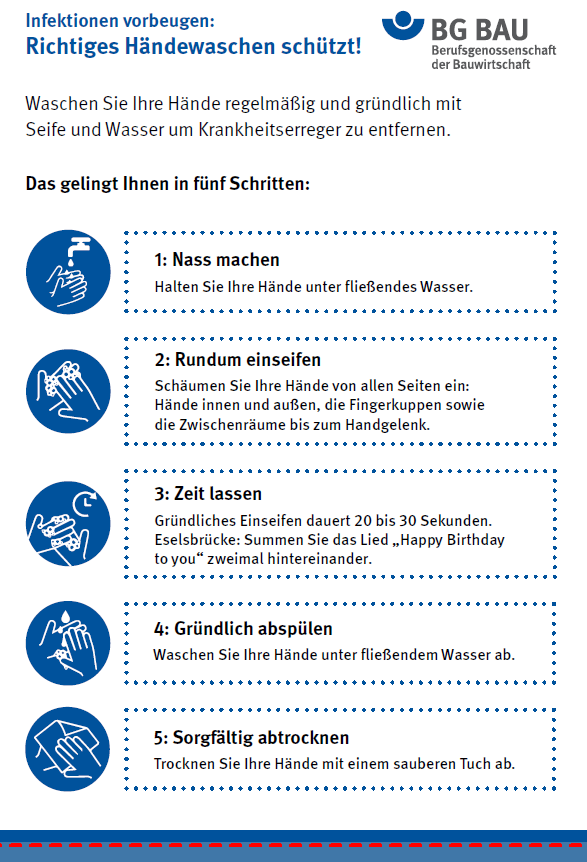 Infektionen vorbeugen:
Richtiges Händewaschen schützt!
BG BAU
Berufsgenossenschaft
der Bauwirtschaft
Waschen Sie Ihre Hände regelmäßig und gründlich mit
Seife und Wasser um Krankheitserreger zu entfernen.
Das gelingt Ihnen in fünf Schritten:
1: Nass machen
Halten Sie Ihre Hände unter fließendes Wasser.
2: Rundum einseifen
Schäumen Sie Ihre Hände von allen Seiten ein:
Hände innen und außen, die Fingerkuppen sowie
die Zwischenräume bis zum Handgelenk.
3: Zeit lassen
Gründliches Einseifen dauert 20 bis 30 Sekunden.
Eselsbrücke: Summen Sie das Lied „Happy Birthday
to you“ zweimal hintereinander.
4: Gründlich abspülen
Waschen Sie Ihre Hände unter fließendem Wasser ab.
5: Sorgfältig abtrocknen
Trocknen Sie Ihre Hände mit einem sauberen Tuch ab.